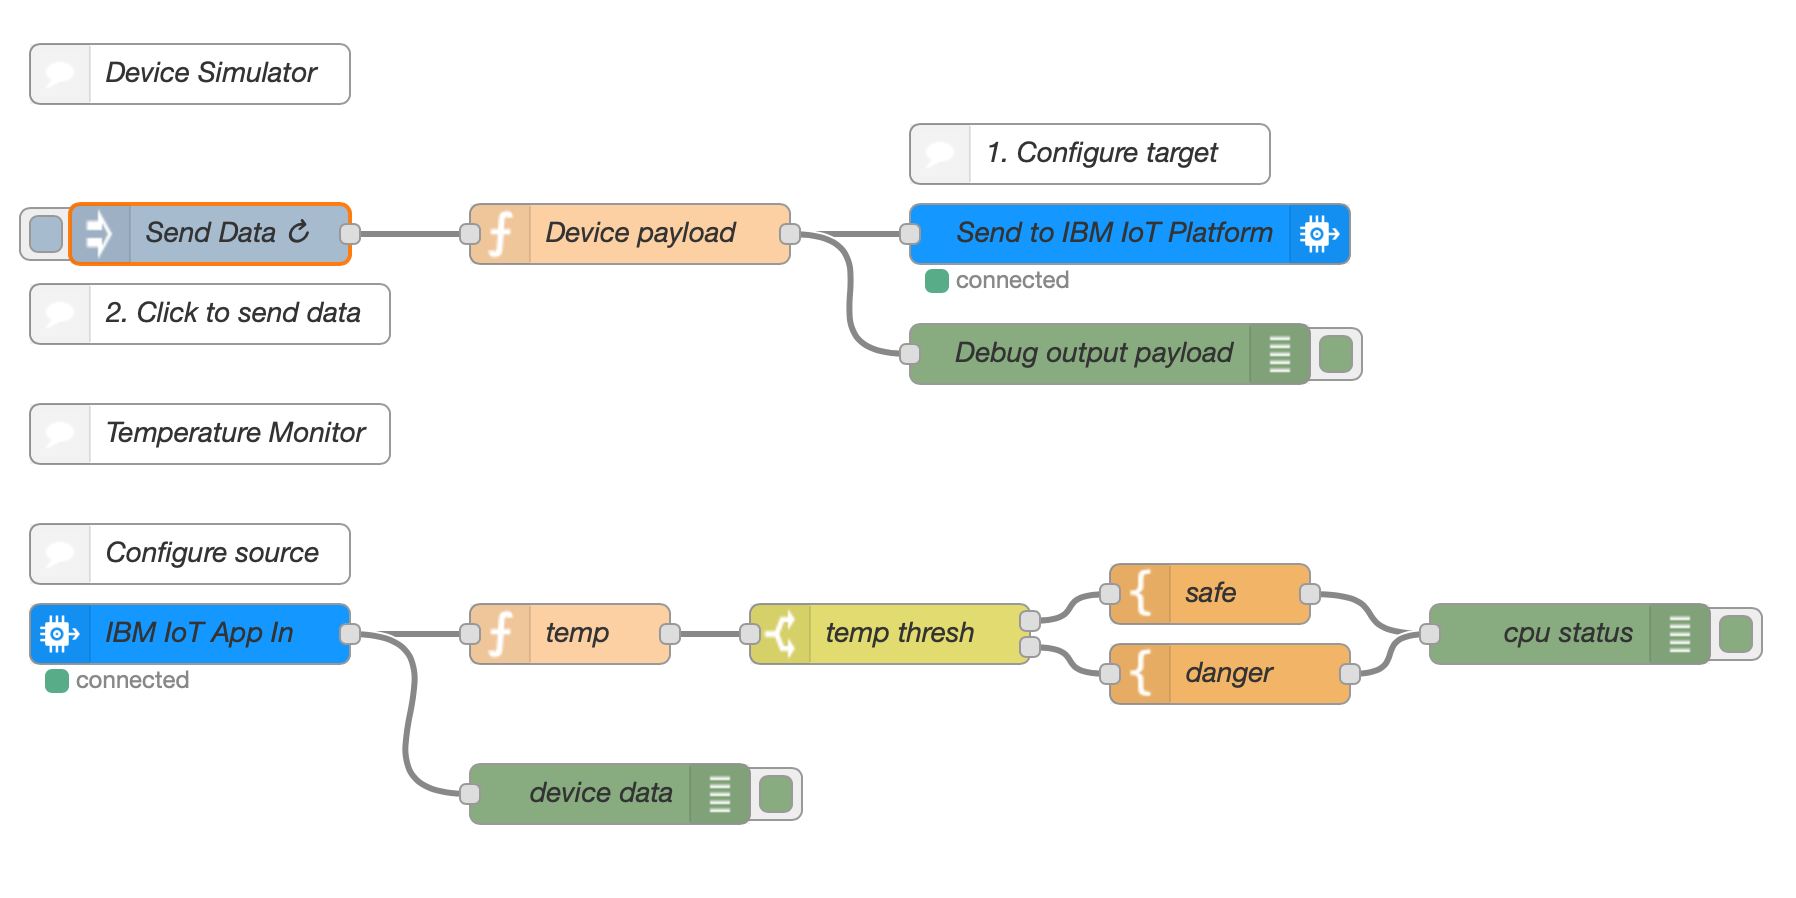 Device Simulator
1. Configure target
Send Data ↻
Device payload
Send to IBM IoT Platform
connected
2. Click to send data
Debug output payload
Temperature Monitor
Configure source
IBM IoT App In
connected
temp
temp thresh
safe
danger
cpu status
device data